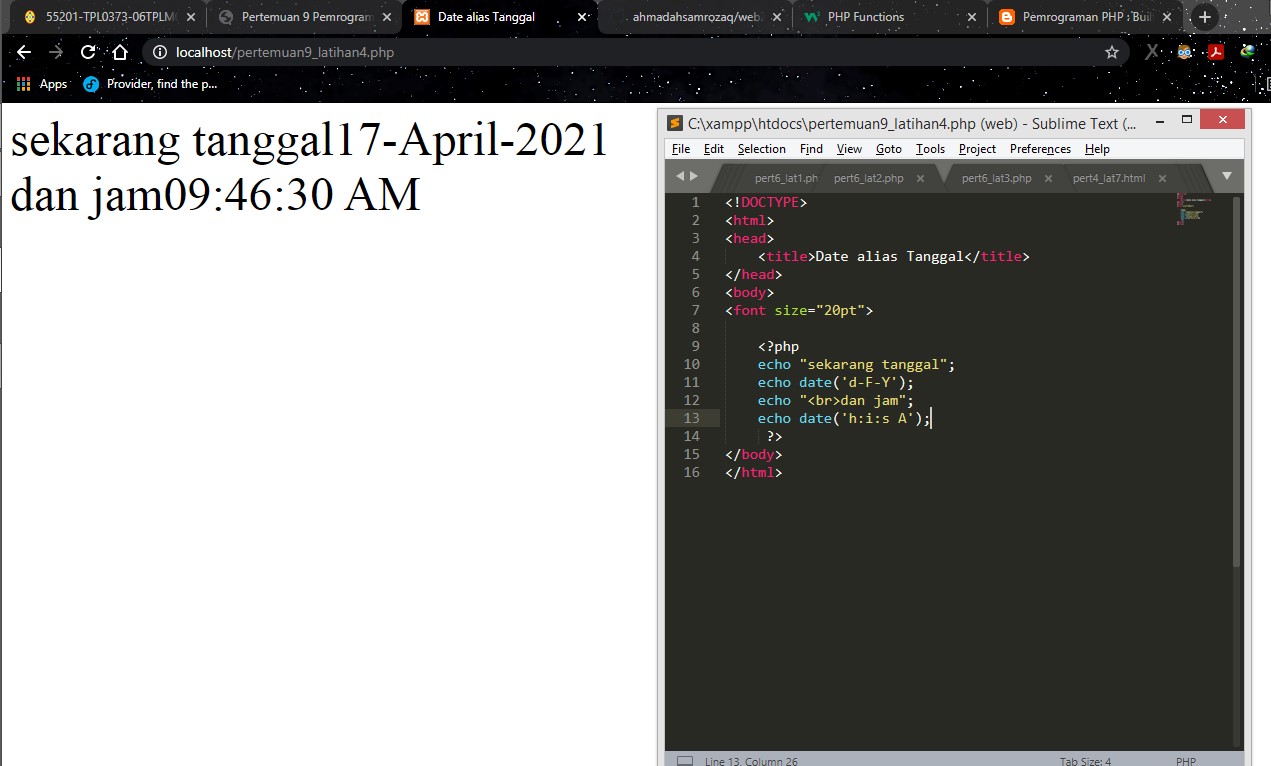 55201-TPL0373-06TPLM
Pertemuan 9 Pemrogram
Date alias Tanggal
ahmadahsamrozaq/web
PHP Functions
Pemrograman PHP : Buil
localhost/pertemuan9_latihan4.php
Apps
Provider, find the p...
sekarang tanggal17-April-2021
dan jam09:46:30 AM
C:\xampp\htdocs\pertemuan9_latihan4.php (web) - Sublime Text (...
File Edit Selection Find View Goto Tools Project Preferences Help
pert6_lat1.ph pert6_lat2.php pert6_lat3.php pert4_lat7.html
1 <!DOCTYPE>
2 <html>
3 <head>
4 <title>Date alias Tanggal</title>
5 </head>
6 <body>
7 <font size="20pt">
8
9 <?php
10 echo "sekarang tanggal";
11 echo date('d-F-Y');
12 echo "<br>dan jam";
13 echo date('h:i:s A');
14 ?>
15 </body>
16 </html>
Line 13, Column 26 Tab Size: 4 PHP